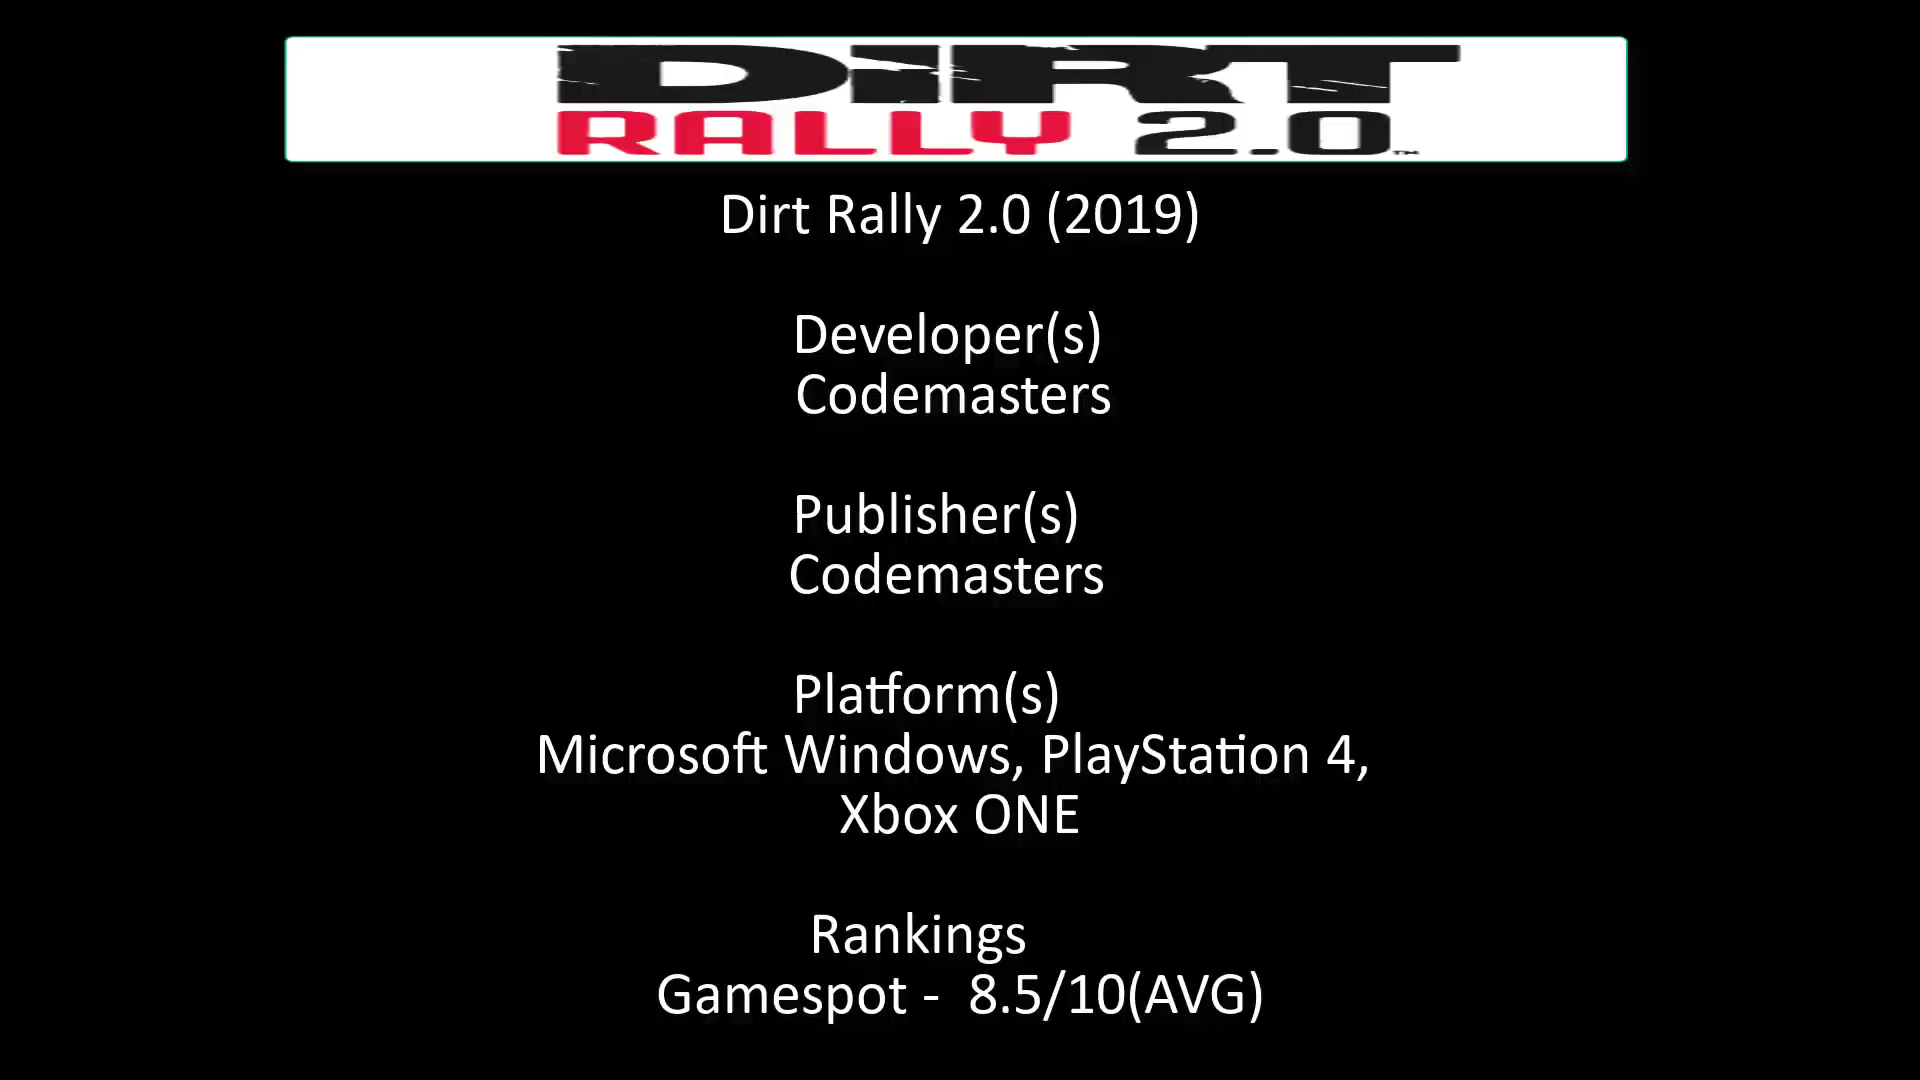 DiRT
RALLY 2.0™
Dirt Rally 2.0 (2019)
Developer(s)
Codemasters
Publisher(s)
Codemasters
Platform(s)
Microsoft Windows, PlayStation 4,
Xbox ONE
Rankings
Gamespot -  8.5/10(AVG)